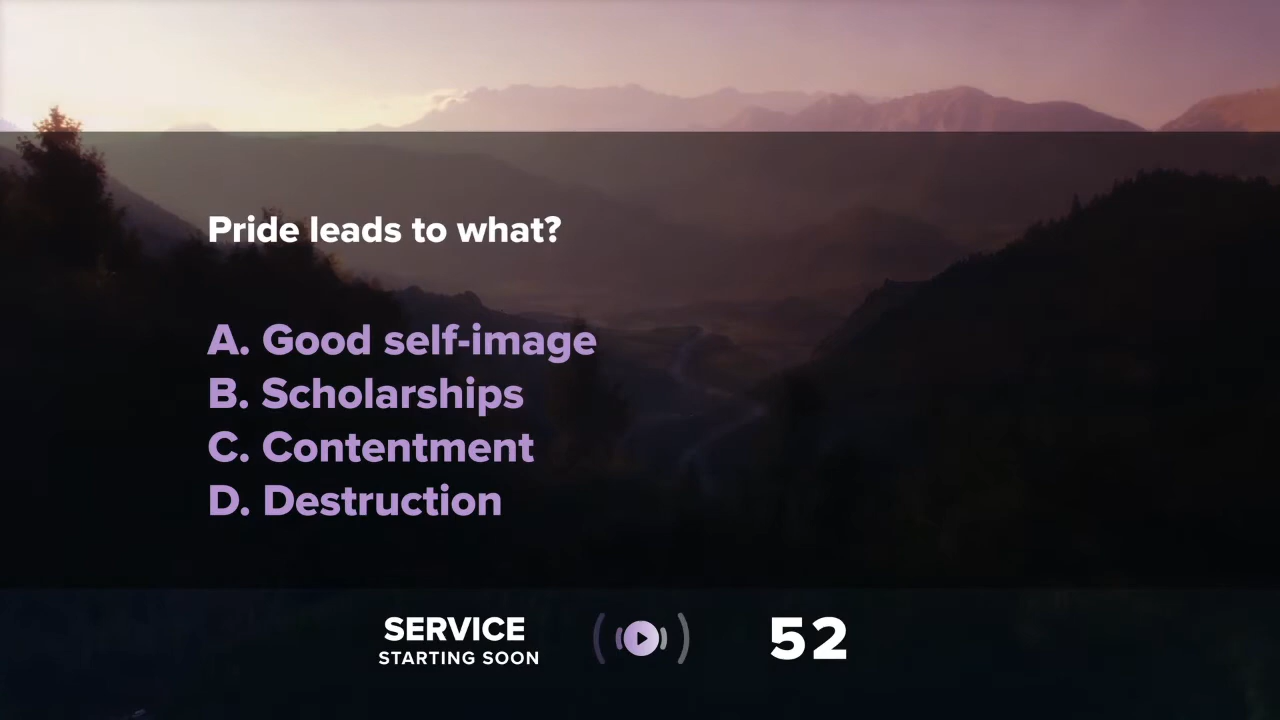 Pride leads to what?
A. Good self-image
B. Scholarships
C. Contentment
D. Destruction
SERVICE
STARTING SOON
52